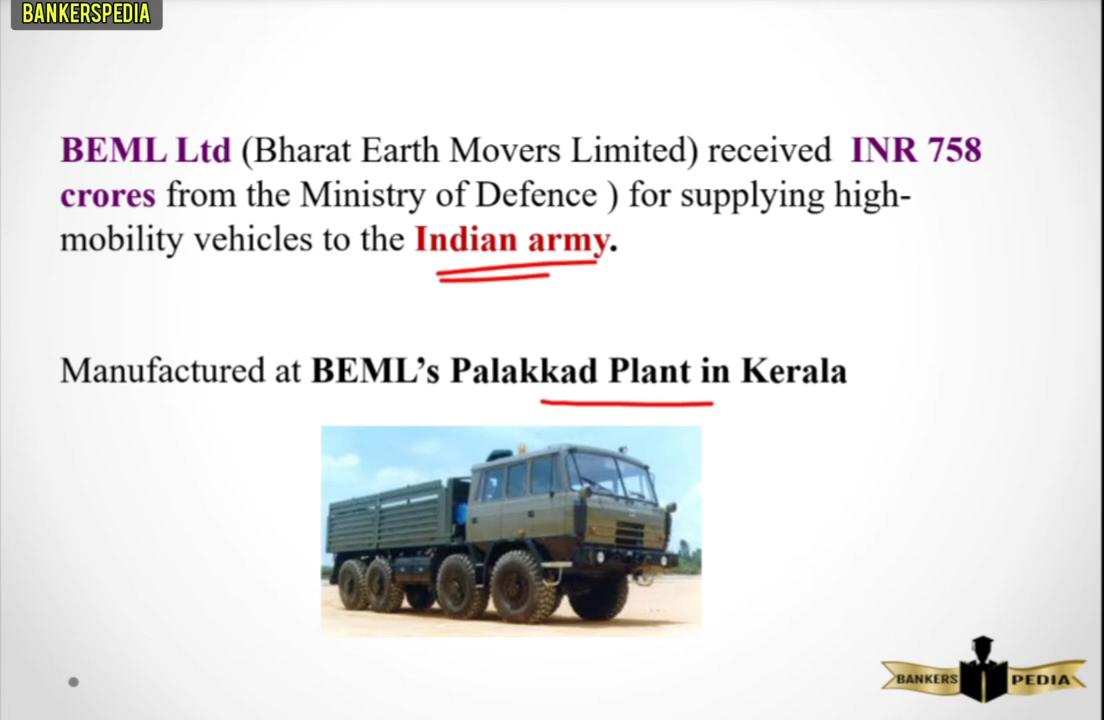 BANKERSPEDIA
BEML Ltd (Bharat Earth Movers Limited) received INR 758
crores from the Ministry of Defence ) for supplying high-
mobility vehicles to the Indian army.
Manufactured at BEML’s Palakkad Plant in Kerala
BANKERS PEDIA